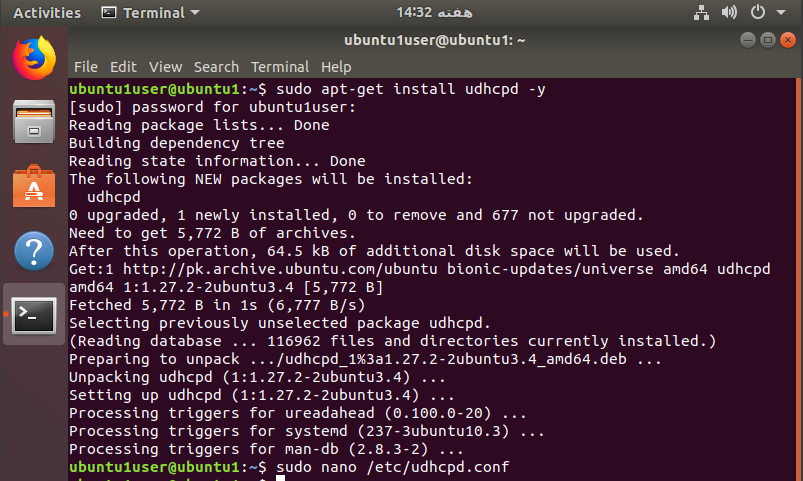 Activities Terminal 14:32 هفته
ubuntu1user@ubuntu1: ~
File Edit View Search Terminal Help
ubuntu1user@ubuntu1:~$ sudo apt-get install udhcpd -y
[sudo] password for ubuntu1user:
Reading package lists... Done
Building dependency tree
Reading state information... Done
The following NEW packages will be installed:
udhcpd
0 upgraded, 1 newly installed, 0 to remove and 677 not upgraded.
Need to get 5,772 B of archives.
After this operation, 64.5 kB of additional disk space will be used.
Get:1 http://pk.archive.ubuntu.com/ubuntu bionic-updates/universe amd64 udhcpd
amd64 1:1.27.2-2ubuntu3.4 [5,772 B]
Fetched 5,772 B in 1s (6,777 B/s)
Selecting previously unselected package udhcpd.
(Reading database ... 116962 files and directories currently installed.)
Preparing to unpack .../udhcpd_1%3a1.27.2-2ubuntu3.4_amd64.deb ...
Unpacking udhcpd (1:1.27.2-2ubuntu3.4) ...
Setting up udhcpd (1:1.27.2-2ubuntu3.4) ...
Processing triggers for ureadahead (0.100.0-20) ...
Processing triggers for systemd (237-3ubuntu10.3) ...
Processing triggers for man-db (2.8.3-2) ...
ubuntu1user@ubuntu1:~$ sudo nano /etc/udhcpd.conf
ubuntu1user@ubuntu1:~$